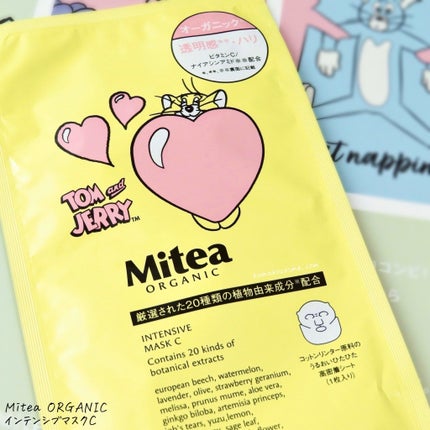 オーガニック
透明感・ハリ
ビタミンC/
ナイアシンアミド※※配合
TOM AND
JERRY™
Mitea
ORGANIC
厳選された20種類の植物由来成分※配合
INTENSIVE
MASK C
Contains 20 kinds of
botanical extracts
european beech, watermelon,
lavender, olive, strawberry geranium,
melissa, prunus mume, aloe vera,
ginkgo biloba, artemisia princeps,
tears, yuzu, lemon,
sage leaf,
コットンリンター原料の
うるおいひたひた
高密着シート
(1枚入り)
napping
Mitea ORGANIC
インテンシブマスクC